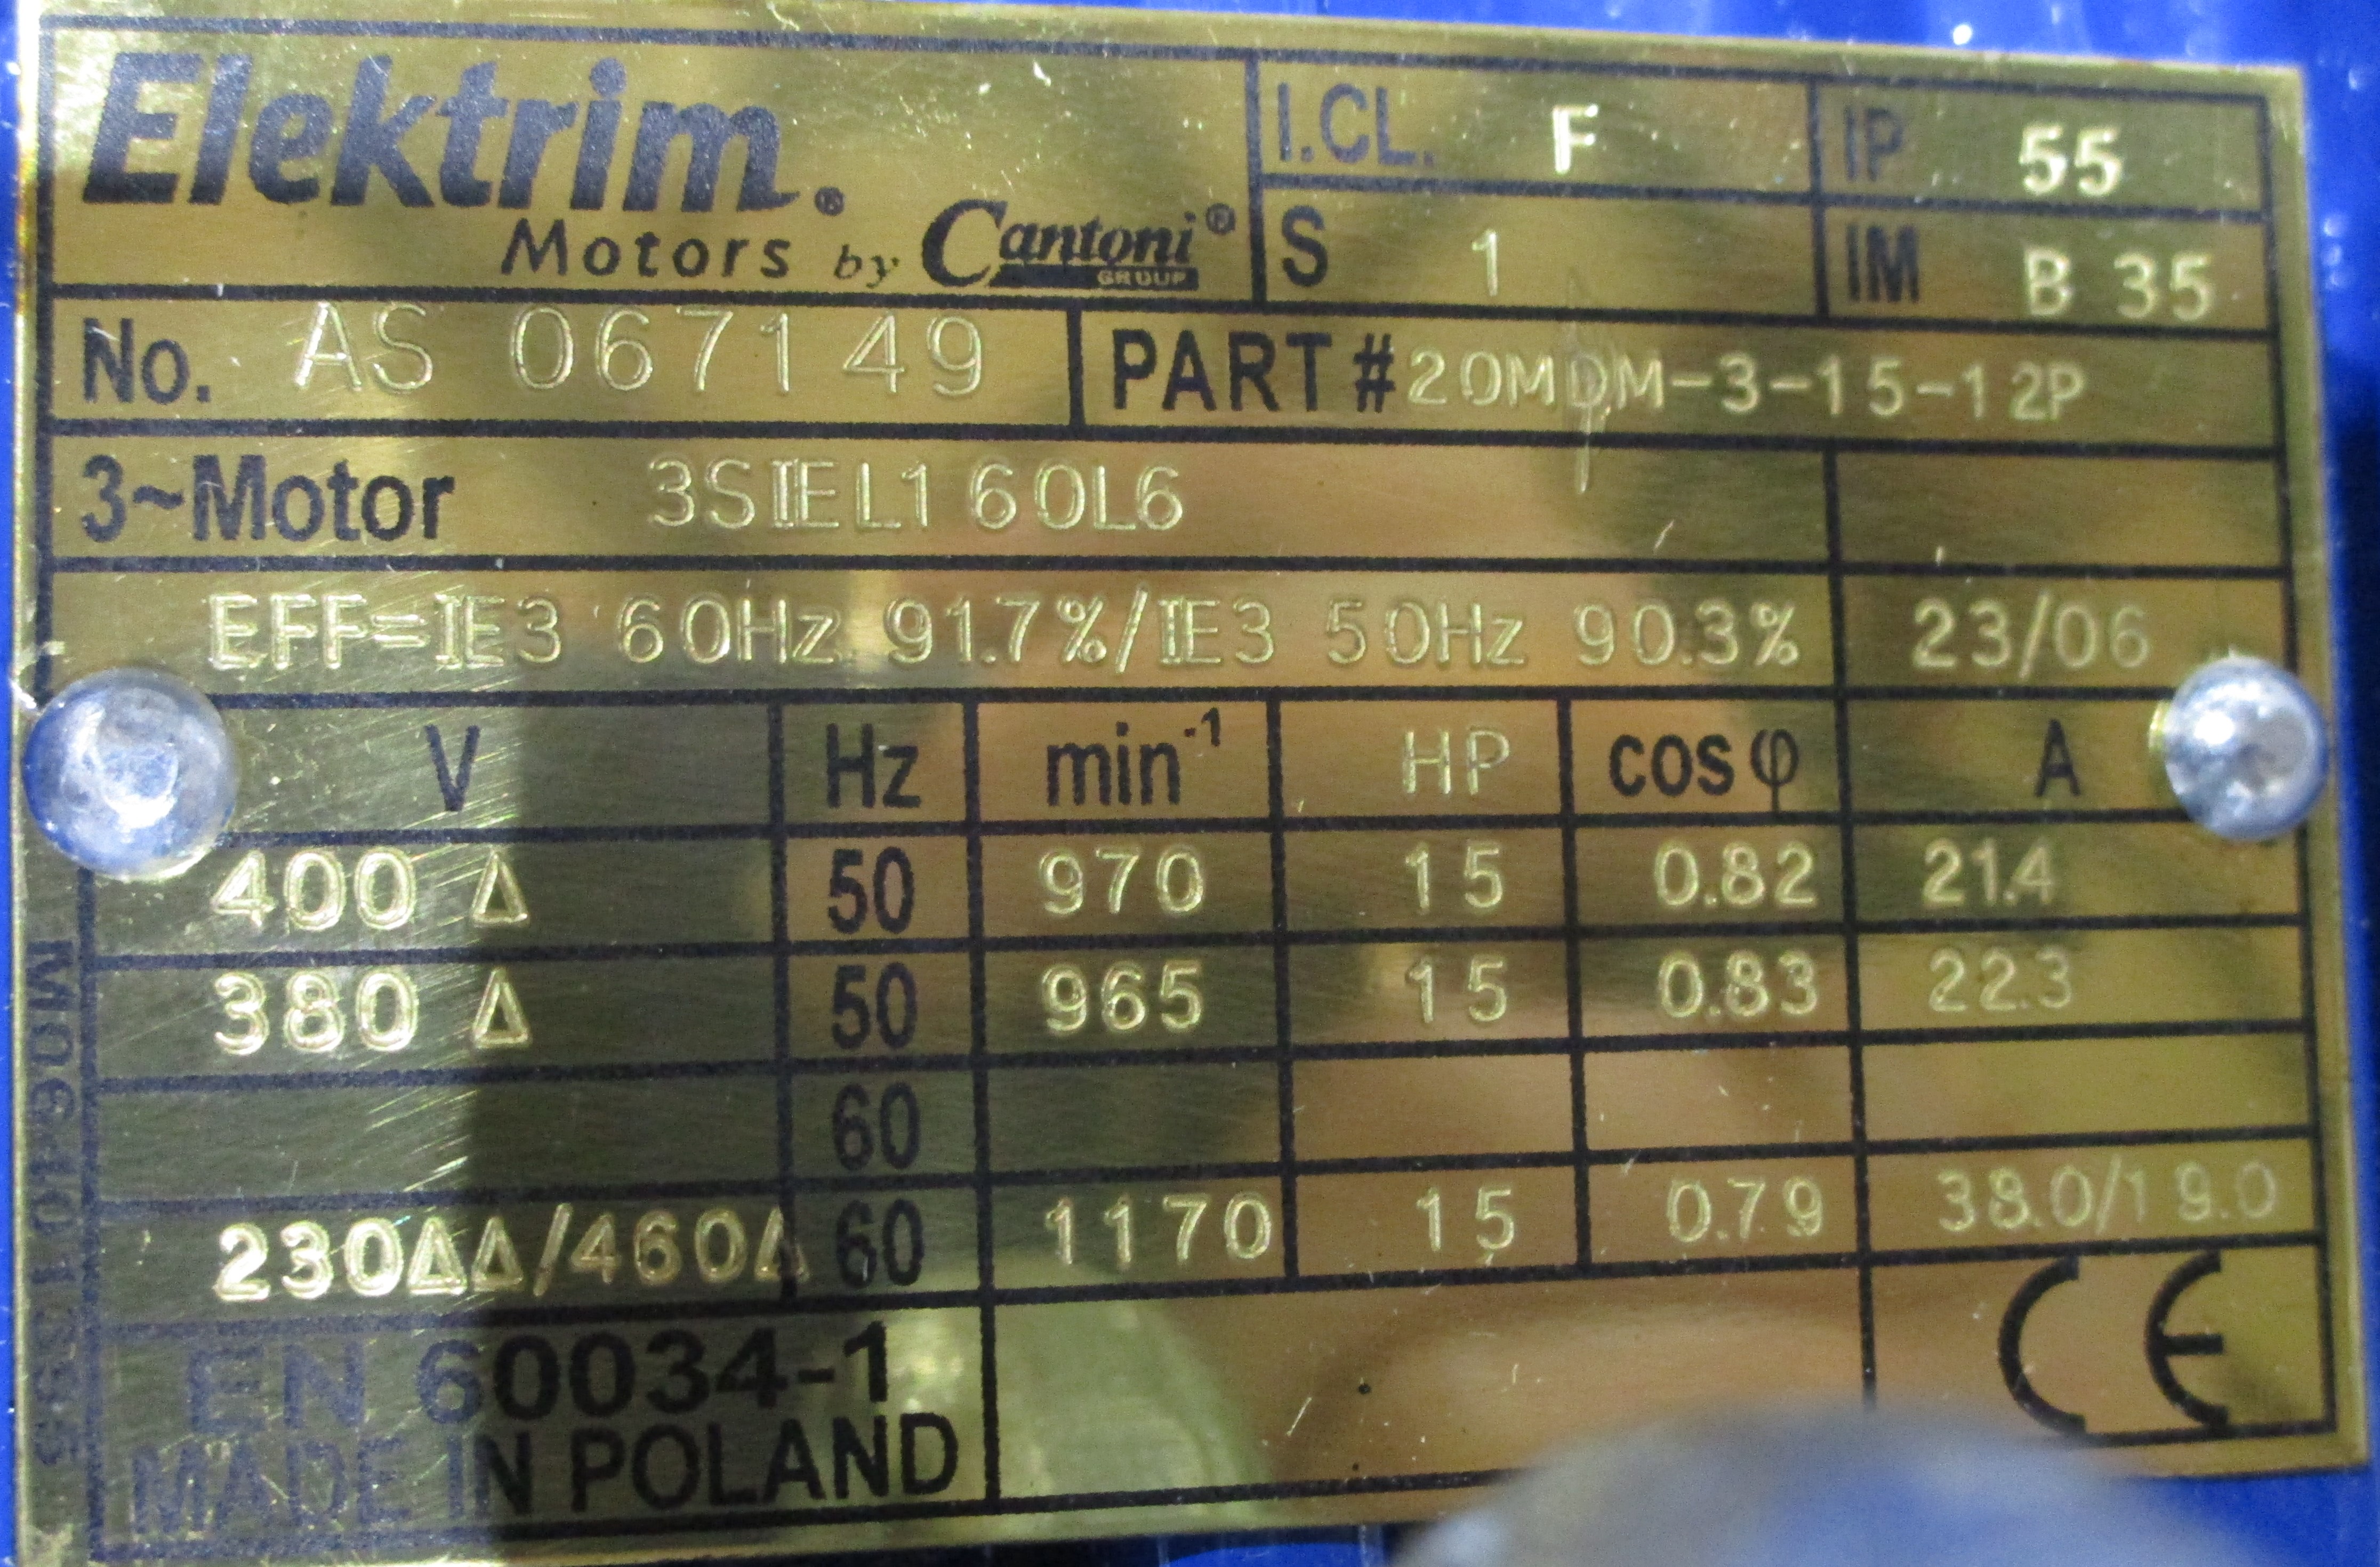 Elektrim®
Motors by Cantoni®
GROUP
I.CL. F IP 55
S 1 IM B 35
No. AS 067149 PART # 20MDM-3-15-12P
3~Motor 3SIEL160L6
EFF=IE3 60Hz 91.7%/IE3 50Hz 90.3% 23/06
V Hz min⁻¹ HP cos φ A
400 Δ 50 970 15 0.82 21.4
380 Δ 50 965 15 0.83 22.3
60
230ΔΔ/460Δ 60 1170 15 0.79 38.0/19.0
EN 60034-1
MADE IN POLAND
CE